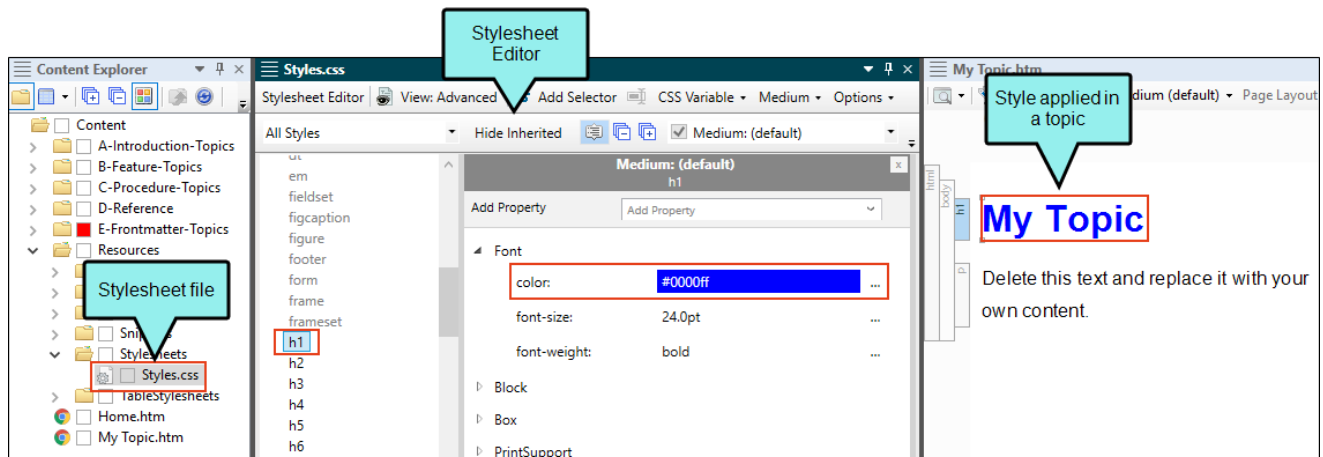 Stylesheet
Editor
Content Explorer
Styles.css
My Topic.htm
Stylesheet Editor
View: Advanced
Add Selector
CSS Variable
Medium
Options
Style applied in
a topic
dium (default)
Page Layout
Content
A-Introduction-Topics
B-Feature-Topics
C-Procedure-Topics
D-Reference
E-Frontmatter-Topics
Resources
Stylesheet file
Stylesheets
Styles.css
TableStylesheets
Home.htm
My Topic.htm
All Styles
Hide Inherited
Medium: (default)
em
fieldset
figcaption
figure
footer
form
frame
frameset
h1
h2
h3
h4
h5
h6
Medium: (default)
h1
Add Property
Add Property
Font
color:
#0000ff
...
font-size:
24.0pt
...
font-weight:
bold
...
Block
Box
PrintSupport
html
body
h1
p
My Topic
Delete this text and replace it with your
own content.